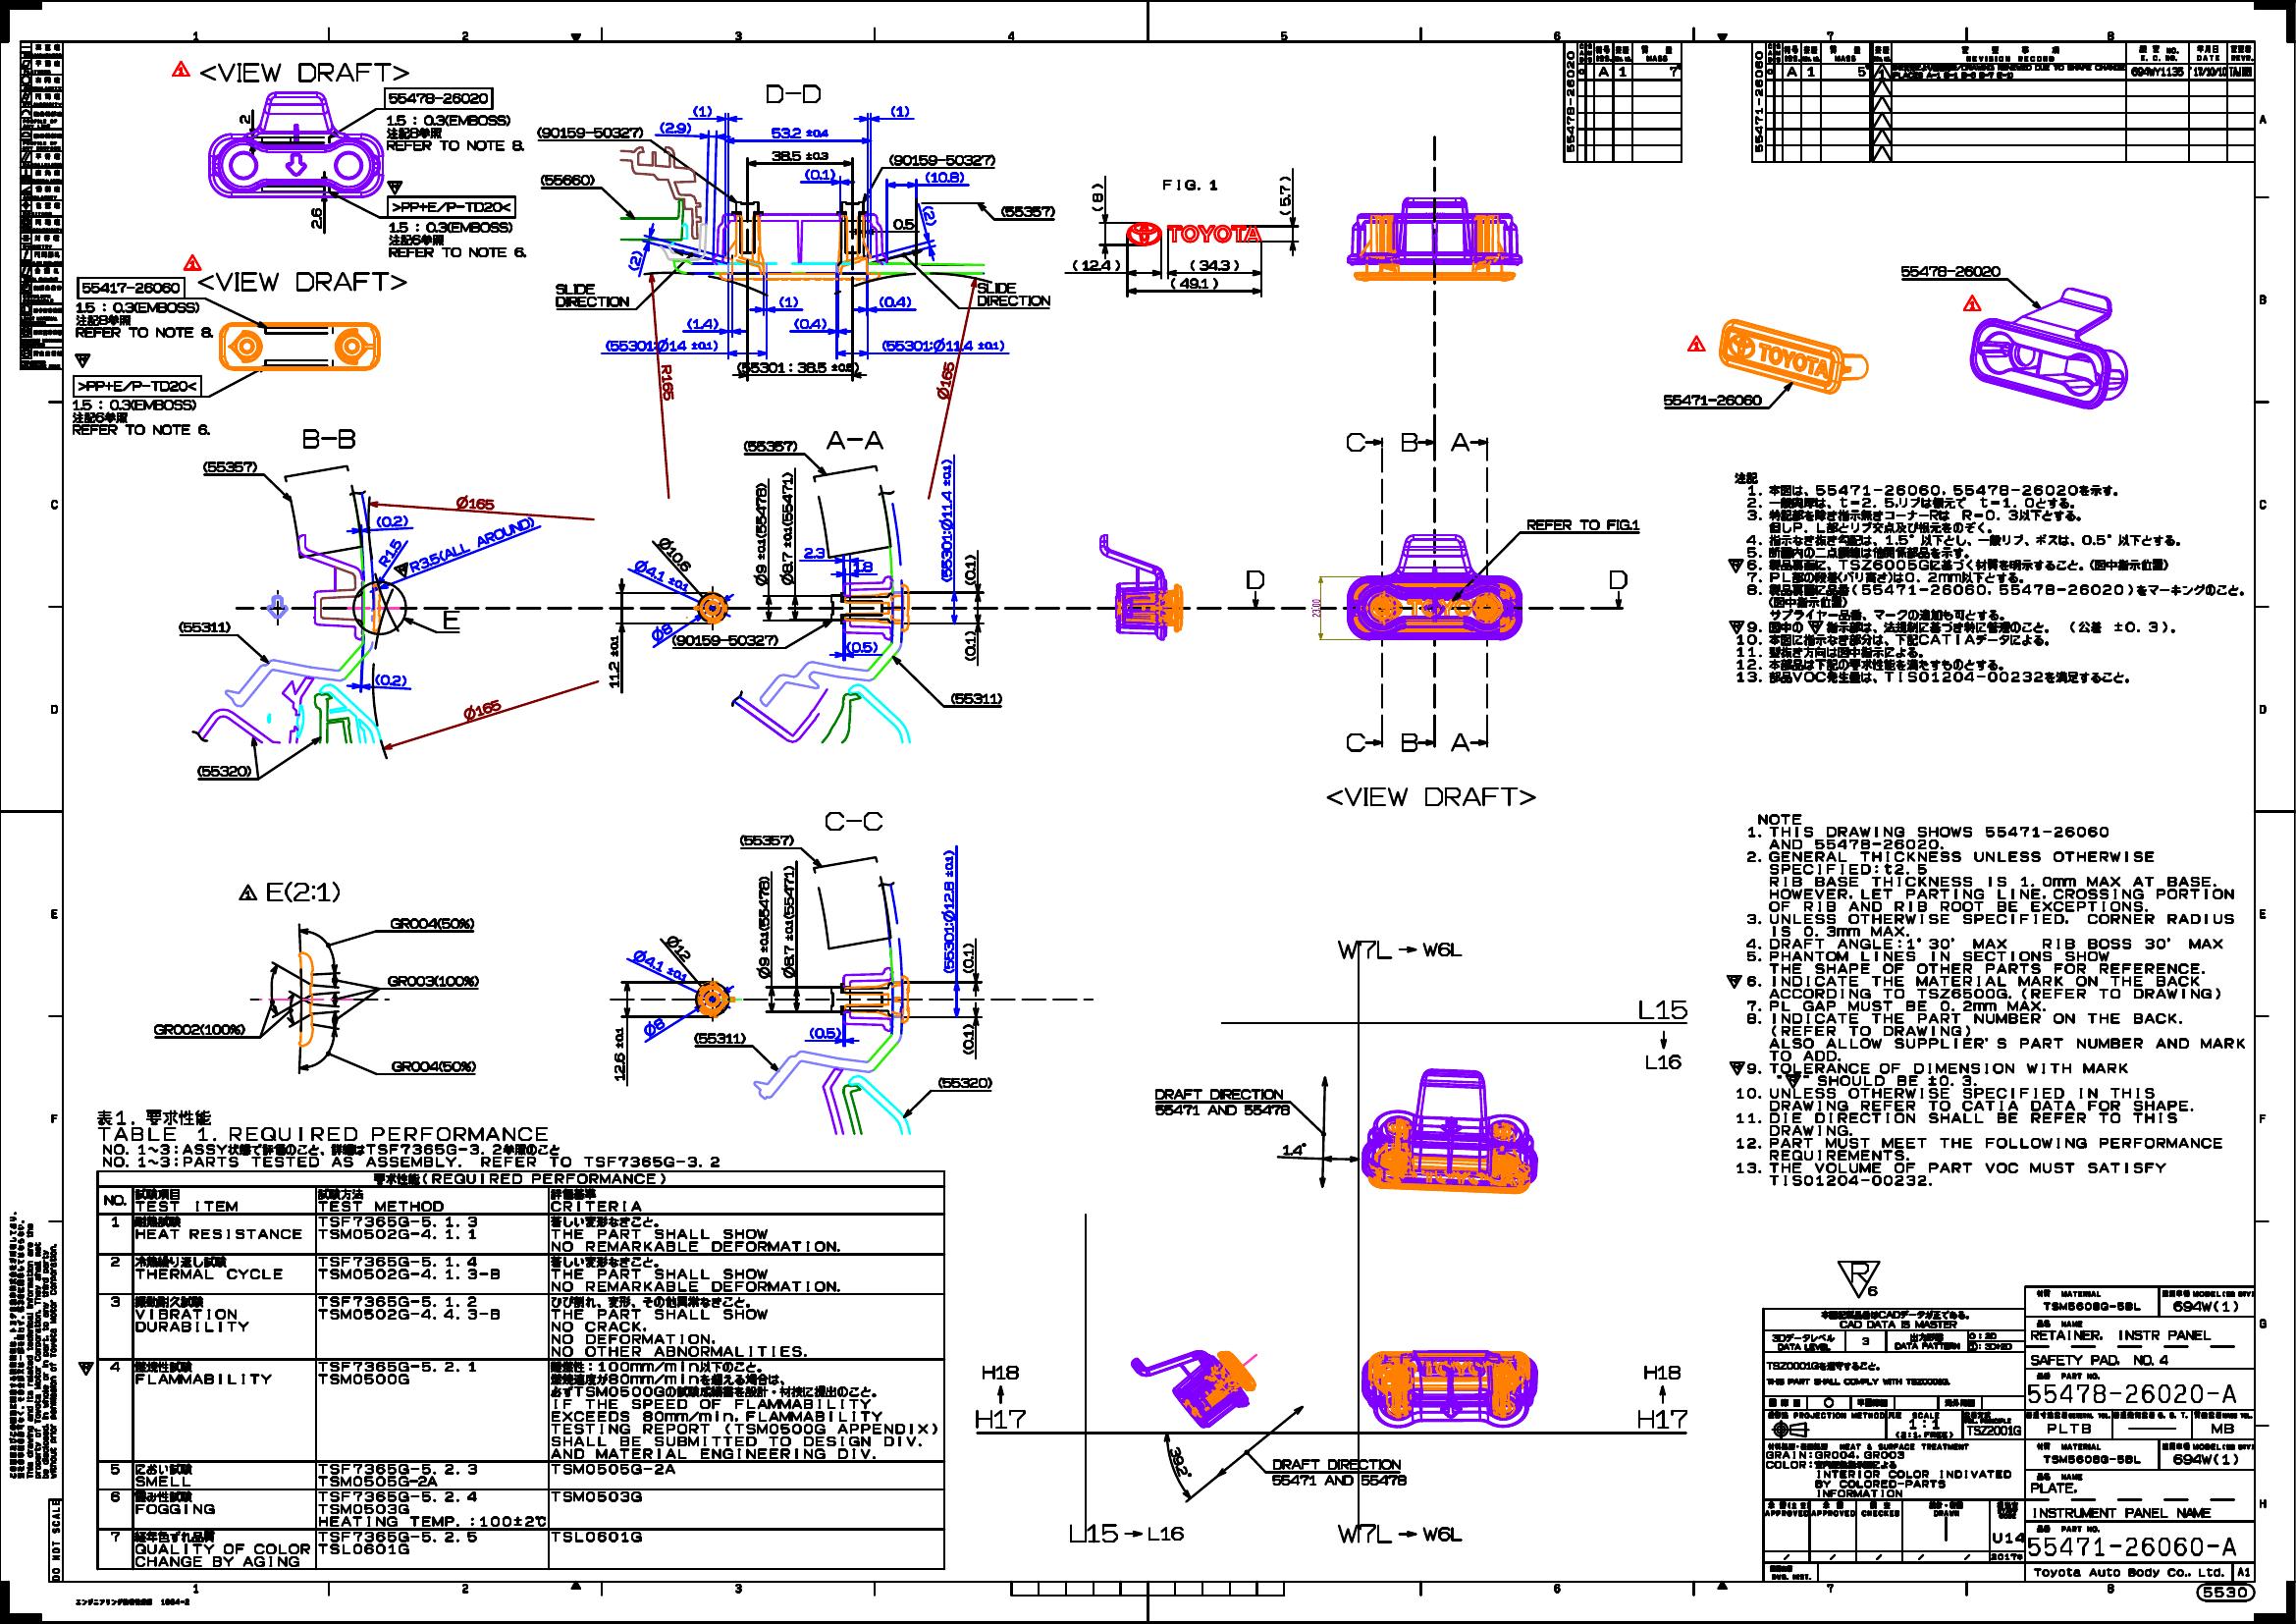 <VIEW DRAFT>
55478-26020
1.5 : 0.3(EMBOSS)
注記8参照
REFER TO NOTE 8.
2
>PP+E/P-TD20<
1.5 : 0.3(EMBOSS)
注記6参照
REFER TO NOTE 6.
2.6
<VIEW DRAFT>
55417-26060
1.5 : 0.3(EMBOSS)
注記8参照
REFER TO NOTE 8.
>PP+E/P-TD20<
1.5 : 0.3(EMBOSS)
注記6参照
REFER TO NOTE 6.
D-D
(1)
(1)
(2.9)
53.2 ±0.4
38.5 ±0.3
(90159-50327)
(90159-50327)
(0.1)
(10.8)
(55660)
(55357)
0.5
(2)
(2)
SLIDE DIRECTION
SLIDE DIRECTION
(1)
(0.4)
(1.4)
(0.4)
(55301:Ø14 ±0.1)
(55301:Ø11.4 ±0.1)
(55301:38.5 ±0.5)
R165
Ø165
FIG. 1
(8)
(5.7)
TOYOTA
(12.4)
(34.3)
(49.1)
55478-26020
TOYOTA
55471-26060
55478-26020
A 1 7
55471-26060
A 1 5
REVISION RECORD
MASS
E. C. NO.
DATE
694WY1135
B-B
(55357)
Ø165
(0.2)
R1.5
R3.5(ALL AROUND)
E
(55311)
(0.2)
Ø165
(55320)
A-A
(55357)
Ø9 ±0.1(55478)
Ø8.7 ±0.1(55471)
(55301:Ø11.4 ±0.1)
2.3
1.8
(0.1)
Ø10.6
Ø4.1 ±0.1
Ø8
11.2 ±0.1
(90159-50327)
(0.5)
(0.1)
(55311)
C B A
REFER TO FIG.1
D D
23.00
C B A
<VIEW DRAFT>
注記
1. 本図は、55471-26060, 55478-26020を示す。
2. 一般肉厚は、t=2. 5,リブは根元で t=1. 0とする。
3. 特記部を除き指示無きコーナーRは R=0. 3以下とする。
但しP. L部とリブ交点及び根元をのぞく。
4. 指示なき抜き勾配は、1.5°以下とし、一般リブ、ボスは、0.5°以下とする。
5. 断面内の二点鎖線は他関係部品を示す。
6. 製品裏面に、TSZ6005Gに基づく材質を明示すること。(図中指示位置)
7. PL部の段差(バリ高さ)は0. 2mm以下とする。
8. 製品裏面に品番(55471-26060, 55478-26020)をマーキングのこと。
(図中指示位置)
サプライヤー品番、マークの追加も可とする。
9. 図中の 指示部は、法規制に基づき特に管理のこと。 (公差 ±0. 3)。
10. 本図に指示なき部分は、下記CATIAデータによる。
11. 型抜き方向は図中指示による。
12. 本部品は下記の要求性能を満たすものとする。
13. 部品VOC発生量は、TIS01204-00232を満足すること。
NOTE
1. THIS DRAWING SHOWS 55471-26060
AND 55478-26020.
2. GENERAL THICKNESS UNLESS OTHERWISE
SPECIFIED:t2. 5
RIB BASE THICKNESS IS 1. 0mm MAX AT BASE.
HOWEVER, LET PARTING LINE, CROSSING PORTION
OF RIB AND RIB ROOT BE EXCEPTIONS.
3. UNLESS OTHERWISE SPECIFIED, CORNER RADIUS
IS 0. 3mm MAX.
4. DRAFT ANGLE:1° 30' MAX RIB BOSS 30' MAX
5. PHANTOM LINES IN SECTIONS SHOW
THE SHAPE OF OTHER PARTS FOR REFERENCE.
6. INDICATE THE MATERIAL MARK ON THE BACK
ACCORDING TO TSZ6500G. (REFER TO DRAWING)
7. PL GAP MUST BE 0. 2mm MAX.
8. INDICATE THE PART NUMBER ON THE BACK.
(REFER TO DRAWING)
ALSO ALLOW SUPPLIER'S PART NUMBER AND MARK
TO ADD.
9. TOLERANCE OF DIMENSION WITH MARK
" " SHOULD BE ±0. 3.
10. UNLESS OTHERWISE SPECIFIED IN THIS
DRAWING REFER TO CATIA DATA FOR SHAPE.
11. DIE DIRECTION SHALL BE REFER TO THIS
DRAWING.
12. PART MUST MEET THE FOLLOWING PERFORMANCE
REQUIREMENTS.
13. THE VOLUME OF PART VOC MUST SATISFY
TIS01204-00232.
E(2:1)
GR004(50%)
GR003(100%)
GR002(100%)
GR004(50%)
C-C
(55357)
Ø9 ±0.1(55478)
Ø8.7 ±0.1(55471)
(55301:Ø12.8 ±0.1)
(0.1)
Ø12
Ø4.1 ±0.1
Ø8
12.6 ±0.1
(0.5)
(0.1)
(55311)
(55320)
W7L → W6L
L15
L16
DRAFT DIRECTION
55471 AND 55478
1.4°
H18
H17
H18
H17
39.2°
DRAFT DIRECTION
55471 AND 55478
L15 → L16
W7L → W6L
表1. 要求性能
TABLE 1. REQUIRED PERFORMANCE
NO. 1~3:ASSY状態で評価のこと、詳細はTSF7365G-3. 2参照のこと
NO. 1~3:PARTS TESTED AS ASSEMBLY. REFER TO TSF7365G-3. 2
要求性能(REQUIRED PERFORMANCE)
NO. 試験項目 試験方法 評価基準
TEST ITEM TEST METHOD CRITERIA
1 耐熱試験 TSF7365G-5. 1. 3 著しい変形なきこと。
HEAT RESISTANCE TSM0502G-4. 1. 1 THE PART SHALL SHOW
NO REMARKABLE DEFORMATION.
2 冷熱繰り返し試験 TSF7365G-5. 1. 4 著しい変形なきこと。
THERMAL CYCLE TSM0502G-4. 1. 3-B THE PART SHALL SHOW
NO REMARKABLE DEFORMATION.
3 振動耐久試験 TSF7365G-5. 1. 2 ひび割れ、変形、その他異常なきこと。
VIBRATION TSM0502G-4. 4. 3-B THE PART SHALL SHOW
DURABILITY NO CRACK.
NO DEFORMATION.
NO OTHER ABNORMALITIES.
4 燃焼性試験 TSF7365G-5. 2. 1 難燃性:100mm/min以下のこと。
FLAMMABILITY TSM0500G 燃焼速度が80mm/minを超える場合は、
必ずTSM0500Gの試験成績書を設計・材技に提出のこと。
IF THE SPEED OF FLAMMABILITY
EXCEEDS 80mm/min, FLAMMABILITY
TESTING REPORT (TSM0500G APPENDIX)
SHALL BE SUBMITTED TO DESIGN DIV.
AND MATERIAL ENGINEERING DIV.
5 におい試験 TSF7365G-5. 2. 3 TSM0505G-2A
SMELL TSM0505G-2A
6 曇り性試験 TSF7365G-5. 2. 4 TSM0503G
FOGGING TSM0503G
HEATING TEMP. :100±2℃
7 経年色ずれ品質 TSF7365G-5. 2. 5 TSL0601G
QUALITY OF COLOR TSL0601G
CHANGE BY AGING
R 6
CAD DATA IS MASTER
DATA LEVEL 3 DATA PATTERN
TSZ0001Gを遵守すること。
PROJECTION METHOD SCALE
1:1
(2:1, FREE)
TSZ2001G
HEAT & SURFACE TREATMENT
GRAIN:GR004, GR003
COLOR:
INTERIOR COLOR INDIVATED
BY COLORED-PARTS
INFORMATION
APPROVED APPROVED CHECKED DRAWN
U14
MATERIAL
TSM5608G-5BL
694W(1)
NAME
RETAINER, INSTR PANEL
SAFETY PAD, NO. 4
PART NO.
55478-26020-A
PLTB
MB
MATERIAL
TSM5608G-5BL
694W(1)
NAME
PLATE,
INSTRUMENT PANEL NAME
PART NO.
55471-26060-A
Toyota Auto Body Co., Ltd. A1
5530
DO NOT SCALE